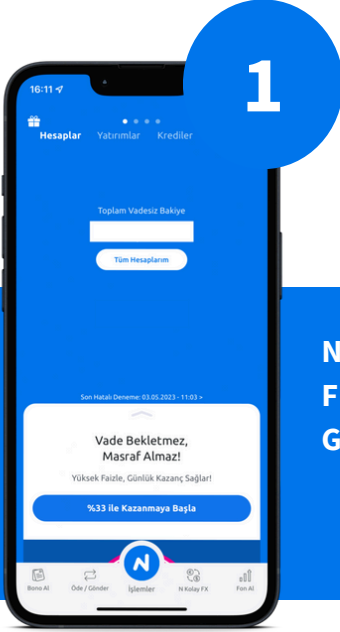 1
16:11
Hesaplar Yatırımlar Krediler
Toplam Vadesiz Bakiye
Tüm Hesaplarım
Son Hatalı Deneme: 03.05.2023 - 11:03 >
Vade Bekletmez,
Masraf Almaz!
Yüksek Faizle, Günlük Kazanç Sağlar!
%33 ile Kazanmaya Başla
N
Bono Al Öde / Gönder İşlemler N Kolay FX Fon Al
N
F
G